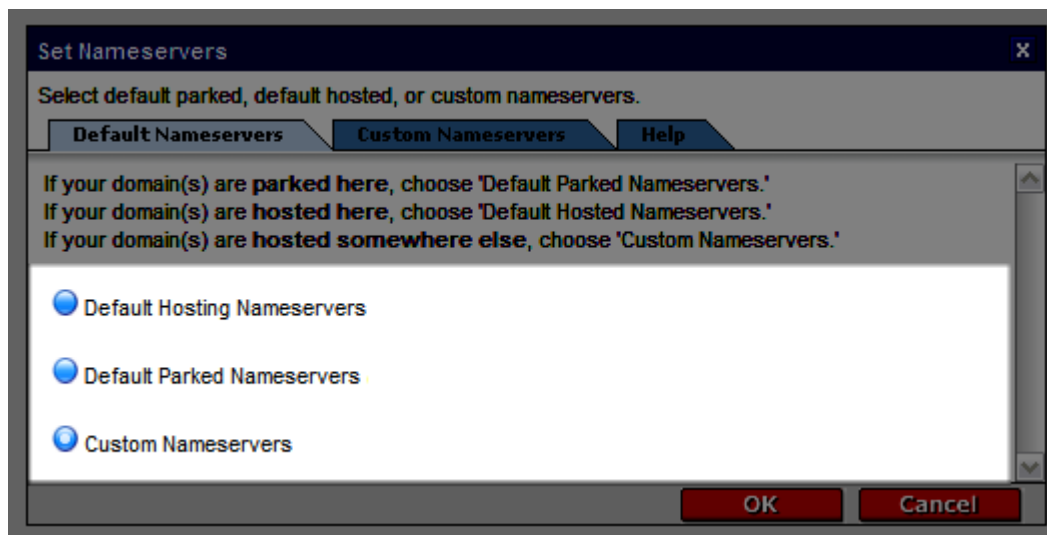 Set Nameservers x
Select default parked, default hosted, or custom nameservers.
Default Nameservers Custom Nameservers Help
If your domain(s) are parked here, choose 'Default Parked Nameservers.'
If your domain(s) are hosted here, choose 'Default Hosted Nameservers.'
If your domain(s) are hosted somewhere else, choose 'Custom Nameservers.'
Default Hosting Nameservers
Default Parked Nameservers
Custom Nameservers
OK Cancel